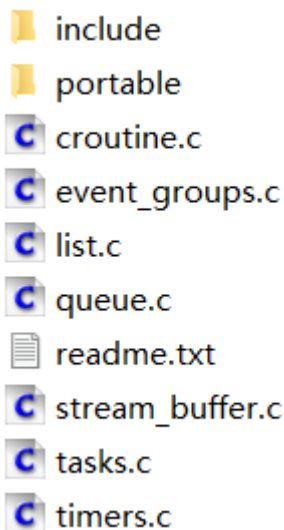 include
portable
croutine.c
event_groups.c
list.c
queue.c
readme.txt
stream_buffer.c
tasks.c
timers.c